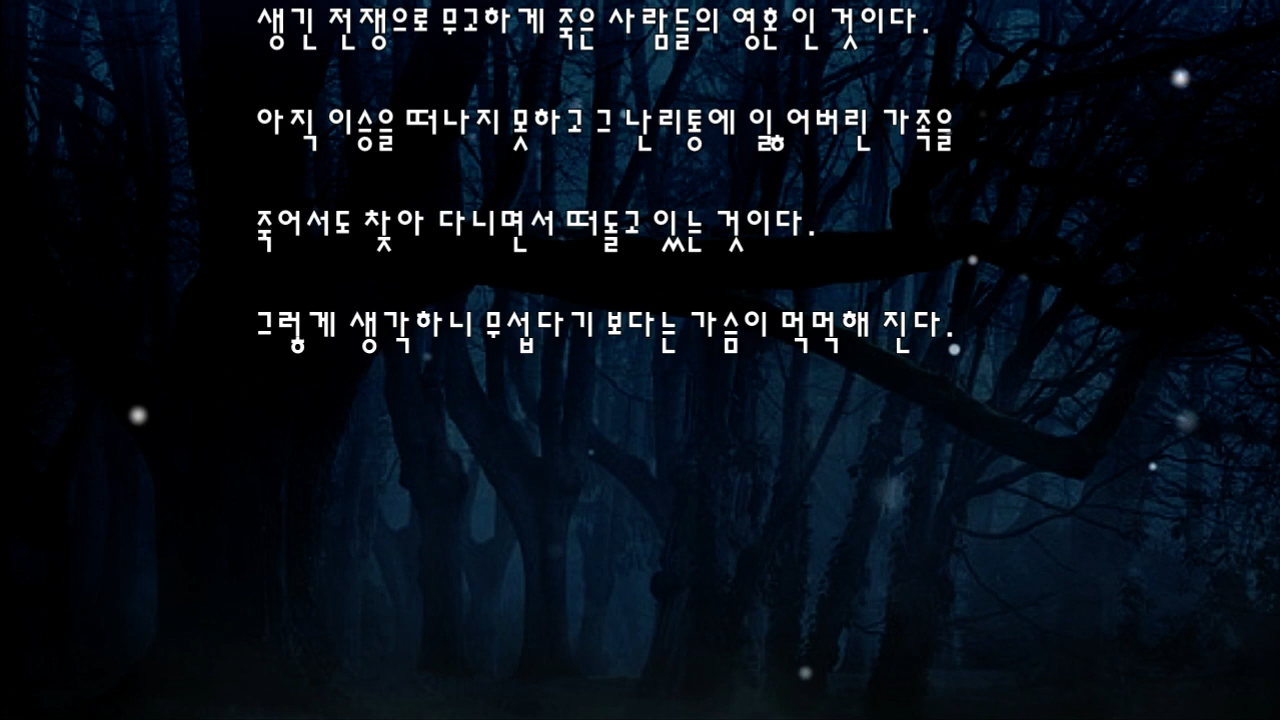 생긴 전쟁으로 무고하게 죽은 사람들의 영혼 인 것이다.
아직 이승을 떠나지 못하고 그 난리통에 잃어버린 가족을
죽어서도 찾아 다니면서 떠돌고 있는 것이다.
그렇게 생각하니 무섭다기 보다는 가슴이 먹먹해 진다.